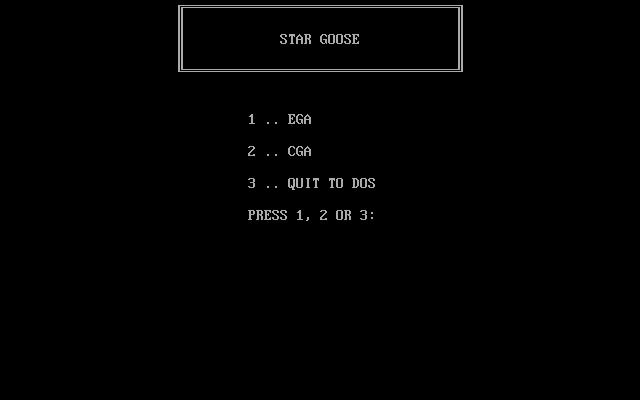 STAR GOOSE
1 .. EGA
2 .. CGA
3 .. QUIT TO DOS
PRESS 1, 2 OR 3: